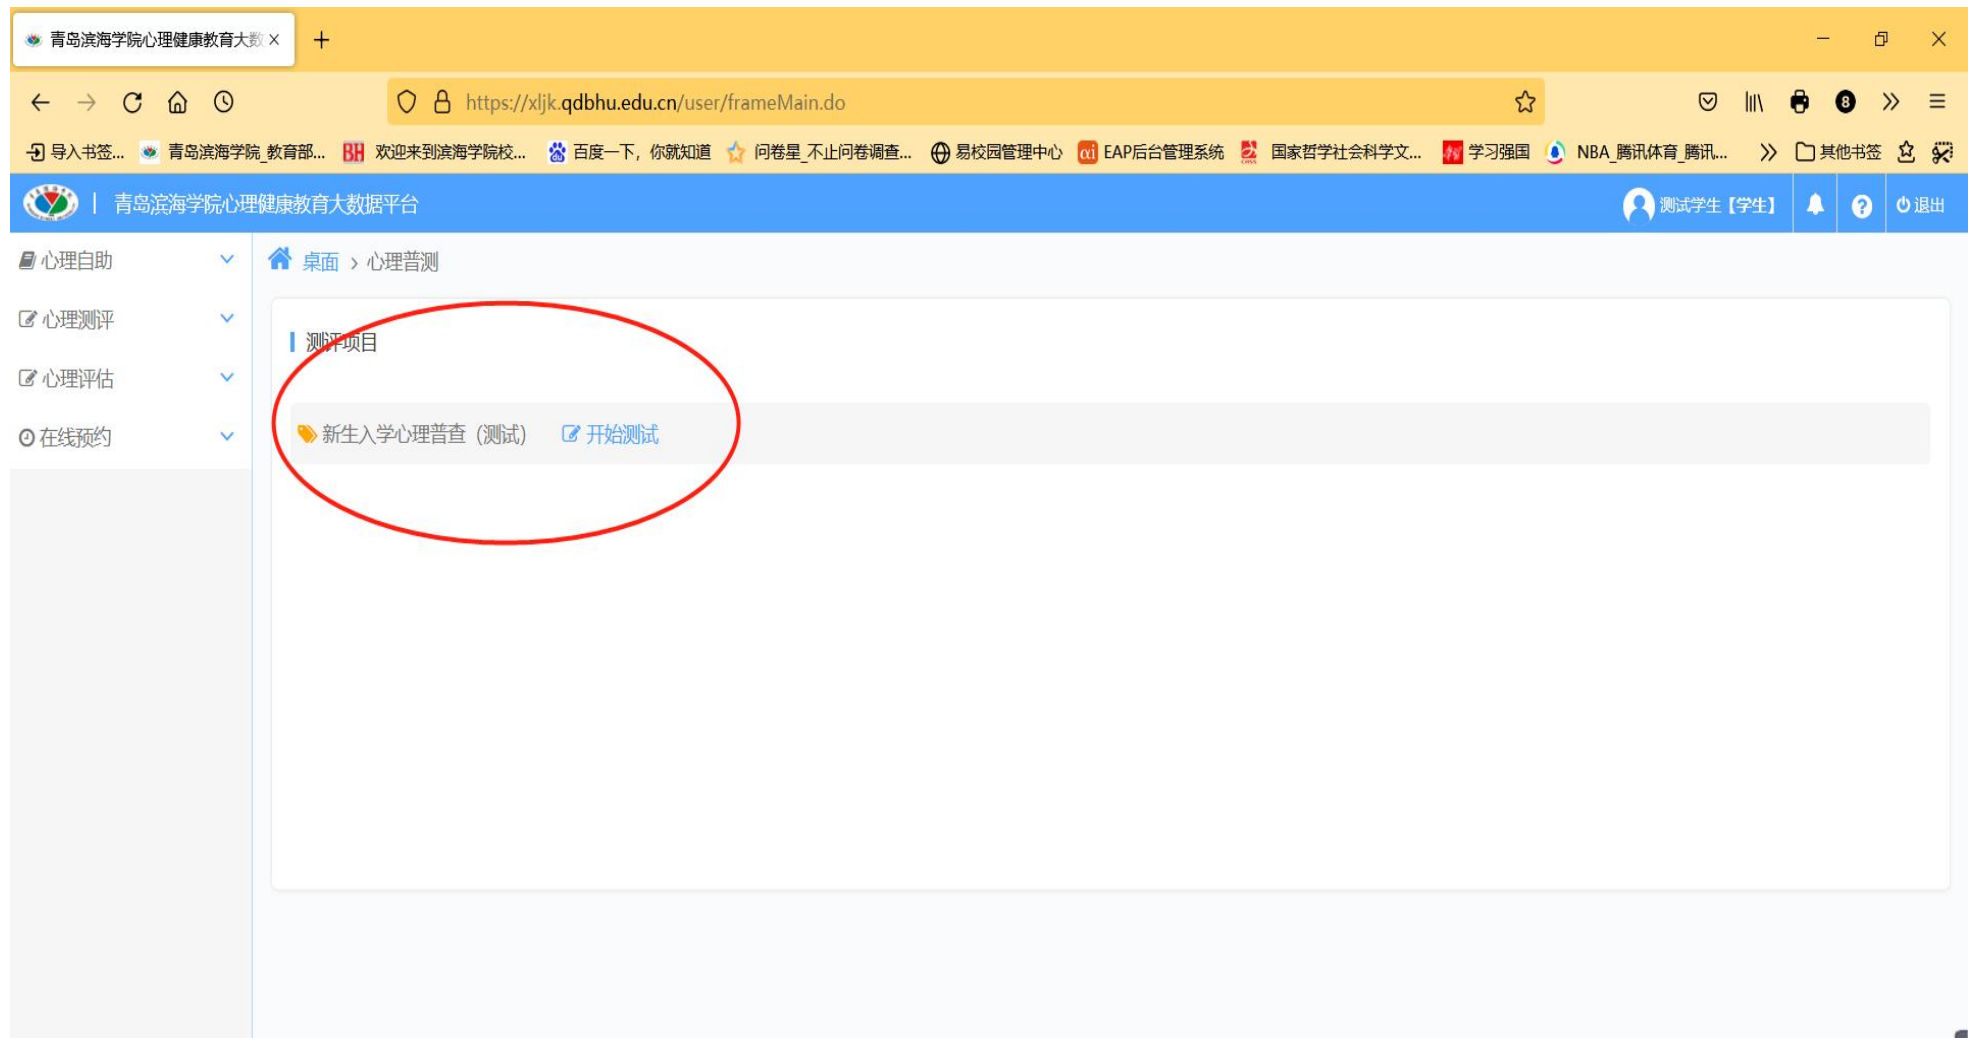 青岛滨海学院心理健康教育大数
https://xljk.qdbhu.edu.cn/user/frameMain.do
8
导入书签... 青岛滨海学院_教育部... BH 欢迎来到滨海学院校... 百度一下，你就知道 问卷星_不止问卷调查... 易校园管理中心 αi EAP后台管理系统 国家哲学社会科学文... 学习强国 NBA_腾讯体育_腾讯... 其他书签
| 青岛滨海学院心理健康教育大数据平台 测试学生【学生】 ? 退出
心理自助
桌面 > 心理普测
心理测评
测评项目
心理评估
在线预约
新生入学心理普查（测试） 开始测试